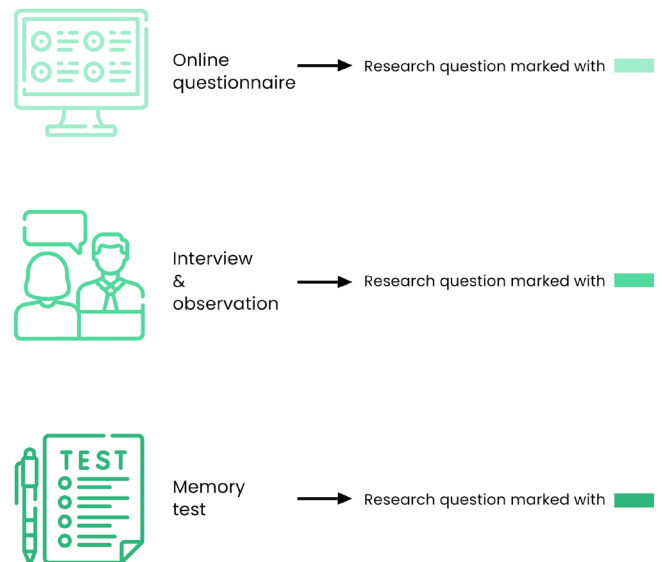 Online
questionnaire
Research question marked with
Interview
&
observation
Research question marked with
TEST
Memory
test
Research question marked with